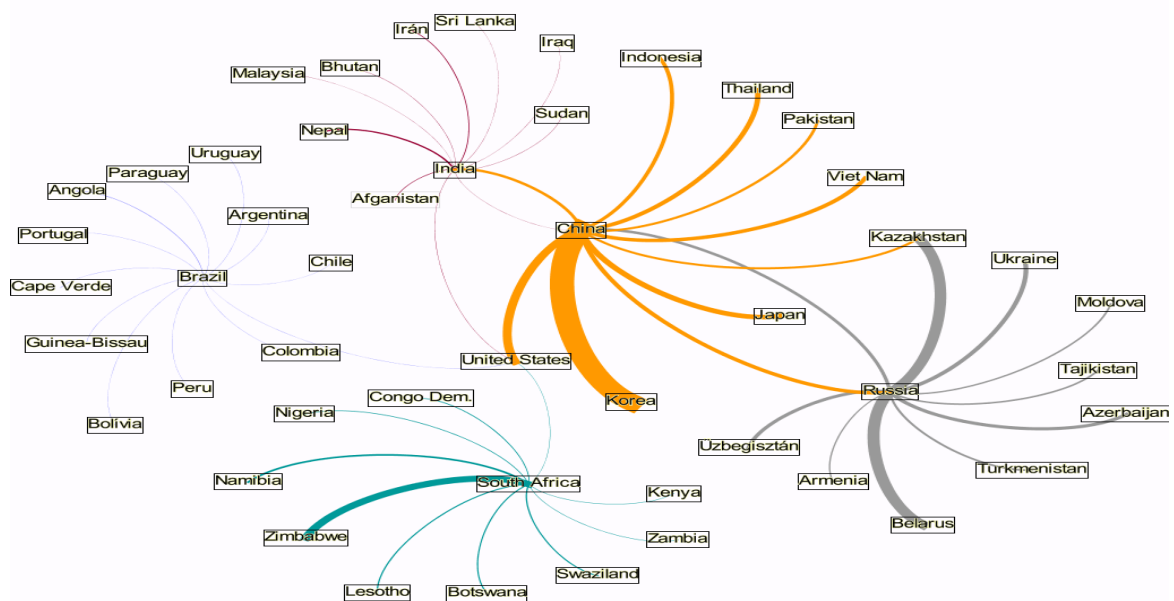 Sri Lanka
Irán
Iraq
Indonesia
Bhutan
Malaysia
Thailand
Sudan
Pakistan
Nepal
Uruguay
India
Paraguay
Viet Nam
Angola
Afganistan
Argentina
China
Portugal
Kazakhstan
Ukraine
Chile
Brazil
Cape Verde
Moldova
Japan
Guinea-Bissau
Colombia
United States
Tajikistan
Peru
Russia
Congo Dem.
Korea
Nigeria
Azerbaijan
Bolivia
Uzbegisztán
Türkmenistan
Namibia
South Africa
Armenia
Kenya
Belarus
Zimbabwe
Zambia
Swaziland
Lesotho
Botswana